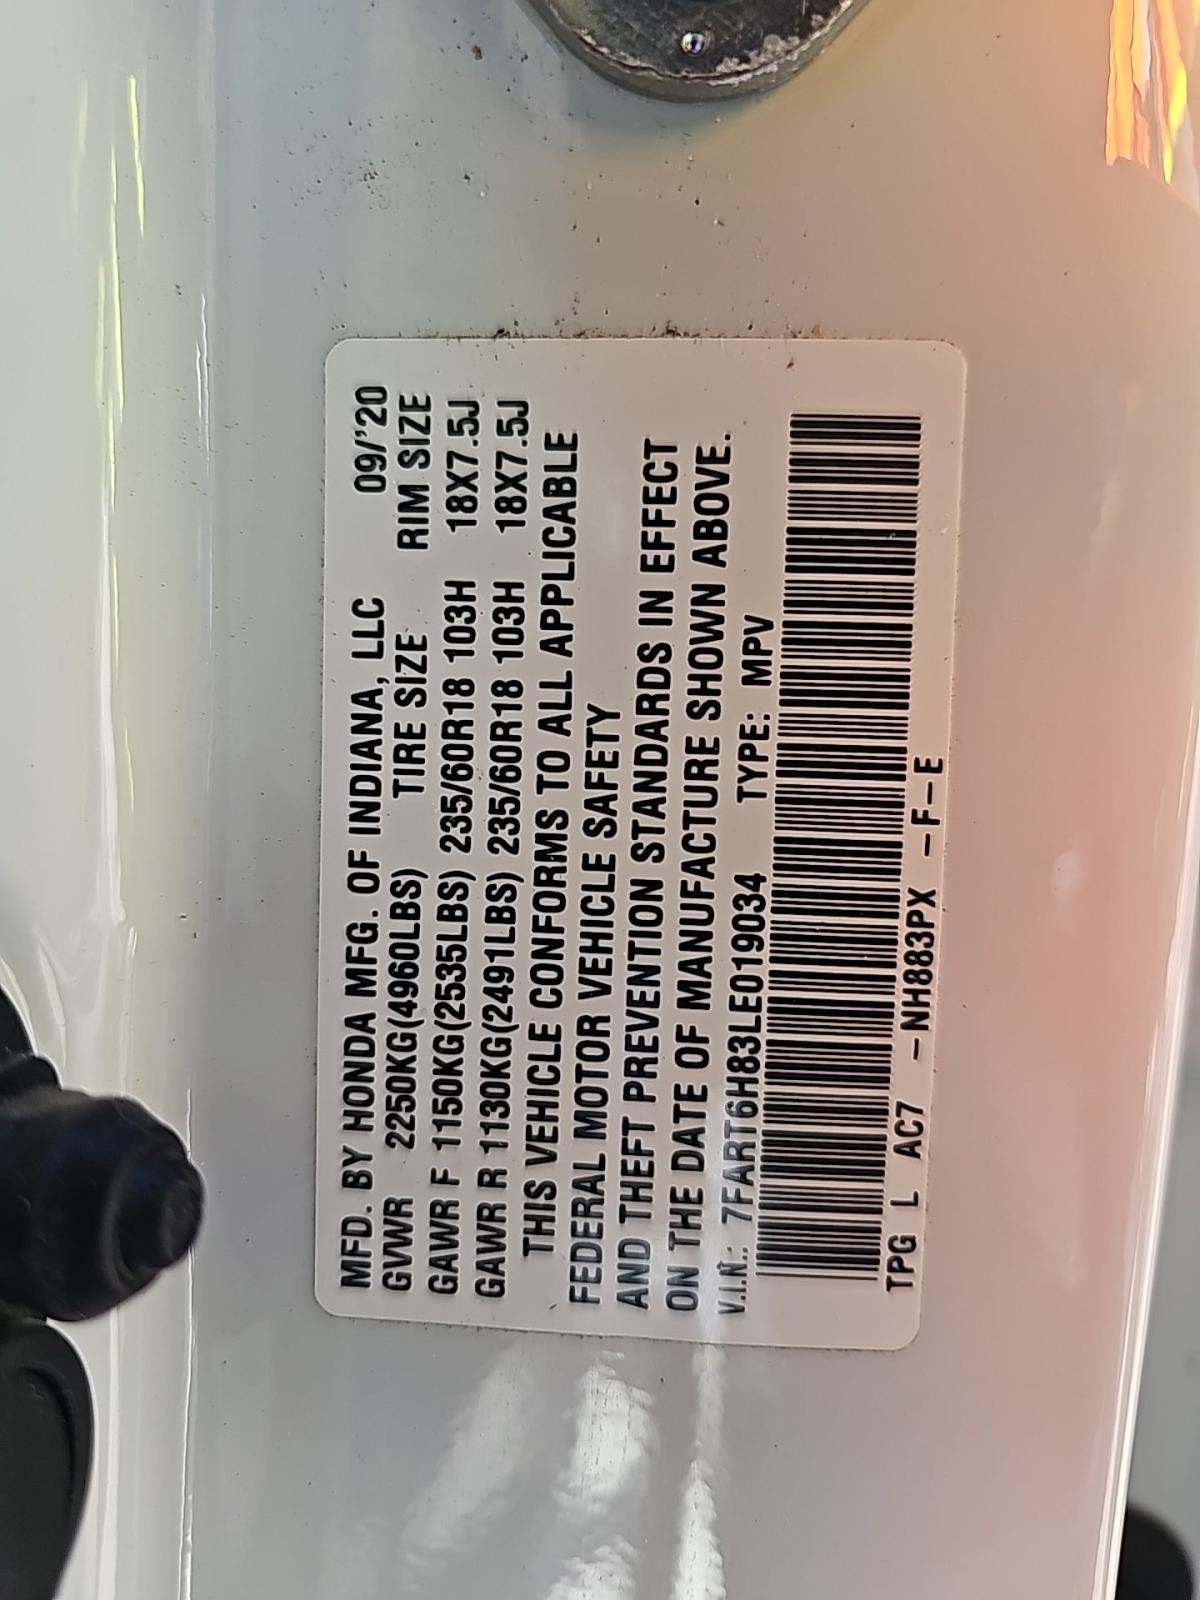 MFD. BY HONDA MFG. OF INDIANA, LLC 09/'20
GVWR 2250KG(4960LBS) TIRE SIZE RIM SIZE
GAWR F 1150KG(2535LBS) 235/60R18 103H 18X7.5J
GAWR R 1130KG(2491LBS) 235/60R18 103H 18X7.5J
THIS VEHICLE CONFORMS TO ALL APPLICABLE
FEDERAL MOTOR VEHICLE SAFETY
AND THEFT PREVENTION STANDARDS IN EFFECT
ON THE DATE OF MANUFACTURE SHOWN ABOVE.
V.I.N.: 7FART6H83LE019034 TYPE: MPV
TPG L AC7 -NH883PX -F-E